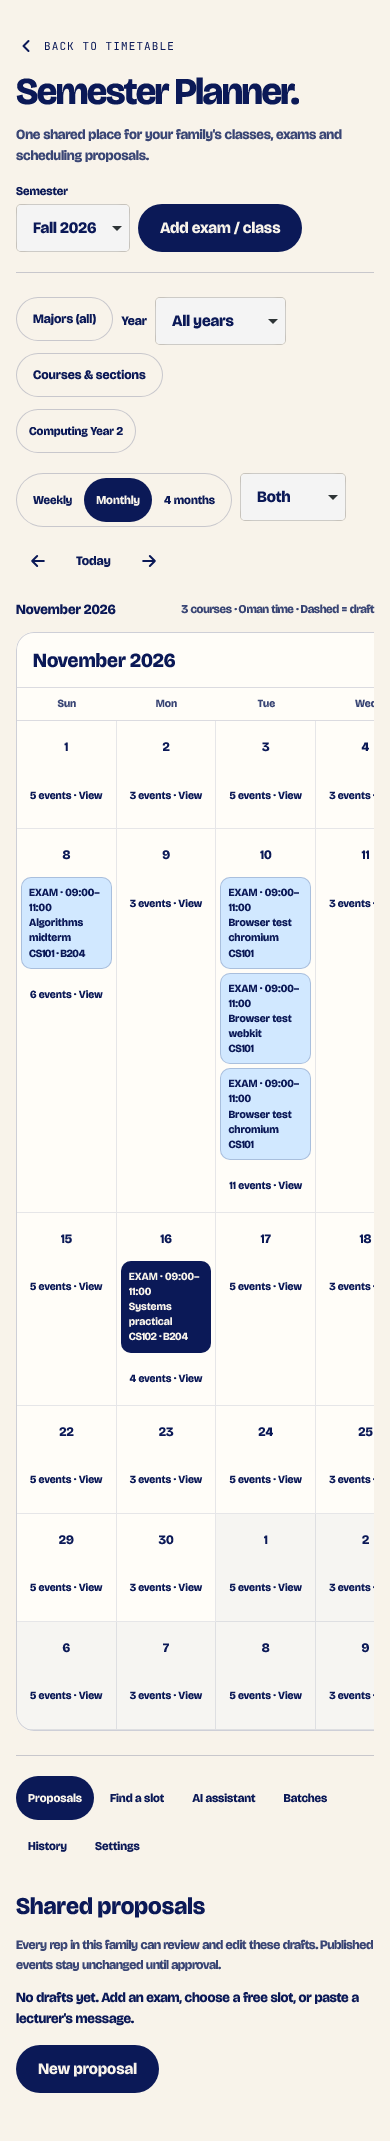 BACK TO TIMETABLE
Semester Planner.
One shared place for your family's classes, exams and
scheduling proposals.
Semester
Fall 2026
Add exam / class
Majors (all)
Year
All years
Courses & sections
Computing Year 2
Weekly
Monthly
4 months
Both
Today
November 2026
3 courses · Oman time · Dashed = draft
November 2026
Sun
Mon
Tue
Wed
1
2
3
4
5 events · View
3 events · View
5 events · View
3 events ·
8
9
10
11
EXAM · 09:00–
11:00
Algorithms
midterm
CS101 · B204
6 events · View
3 events · View
EXAM · 09:00–
11:00
Browser test
chromium
CS101
EXAM · 09:00–
11:00
Browser test
webkit
CS101
EXAM · 09:00–
11:00
Browser test
chromium
CS101
11 events · View
3 events ·
15
16
17
18
5 events · View
EXAM · 09:00–
11:00
Systems
practical
CS102 · B204
4 events · View
5 events · View
3 events ·
22
23
24
25
5 events · View
3 events · View
5 events · View
3 events ·
29
30
1
2
5 events · View
3 events · View
5 events · View
3 events ·
6
7
8
9
5 events · View
3 events · View
5 events · View
3 events ·
Proposals
Find a slot
AI assistant
Batches
History
Settings
Shared proposals
Every rep in this family can review and edit these drafts. Published
events stay unchanged until approval.
No drafts yet. Add an exam, choose a free slot, or paste a
lecturer's message.
New proposal